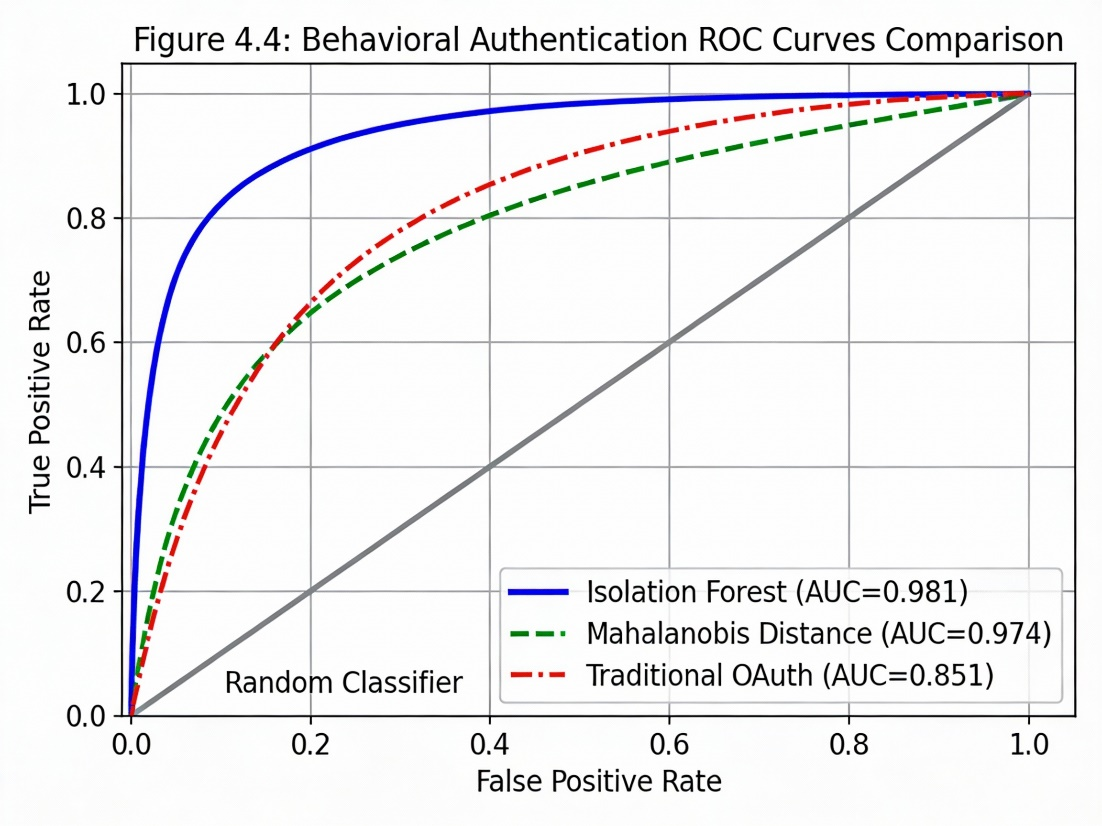 Figure 4.4: Behavioral Authentication ROC Curves Comparison
True Positive Rate
1.0
0.8
0.6
0.4
0.2
0.0
Isolation Forest (AUC=0.981)
Mahalanobis Distance (AUC=0.974)
Traditional OAuth (AUC=0.851)
Random Classifier
0.0 0.2 0.4 0.6 0.8 1.0
False Positive Rate